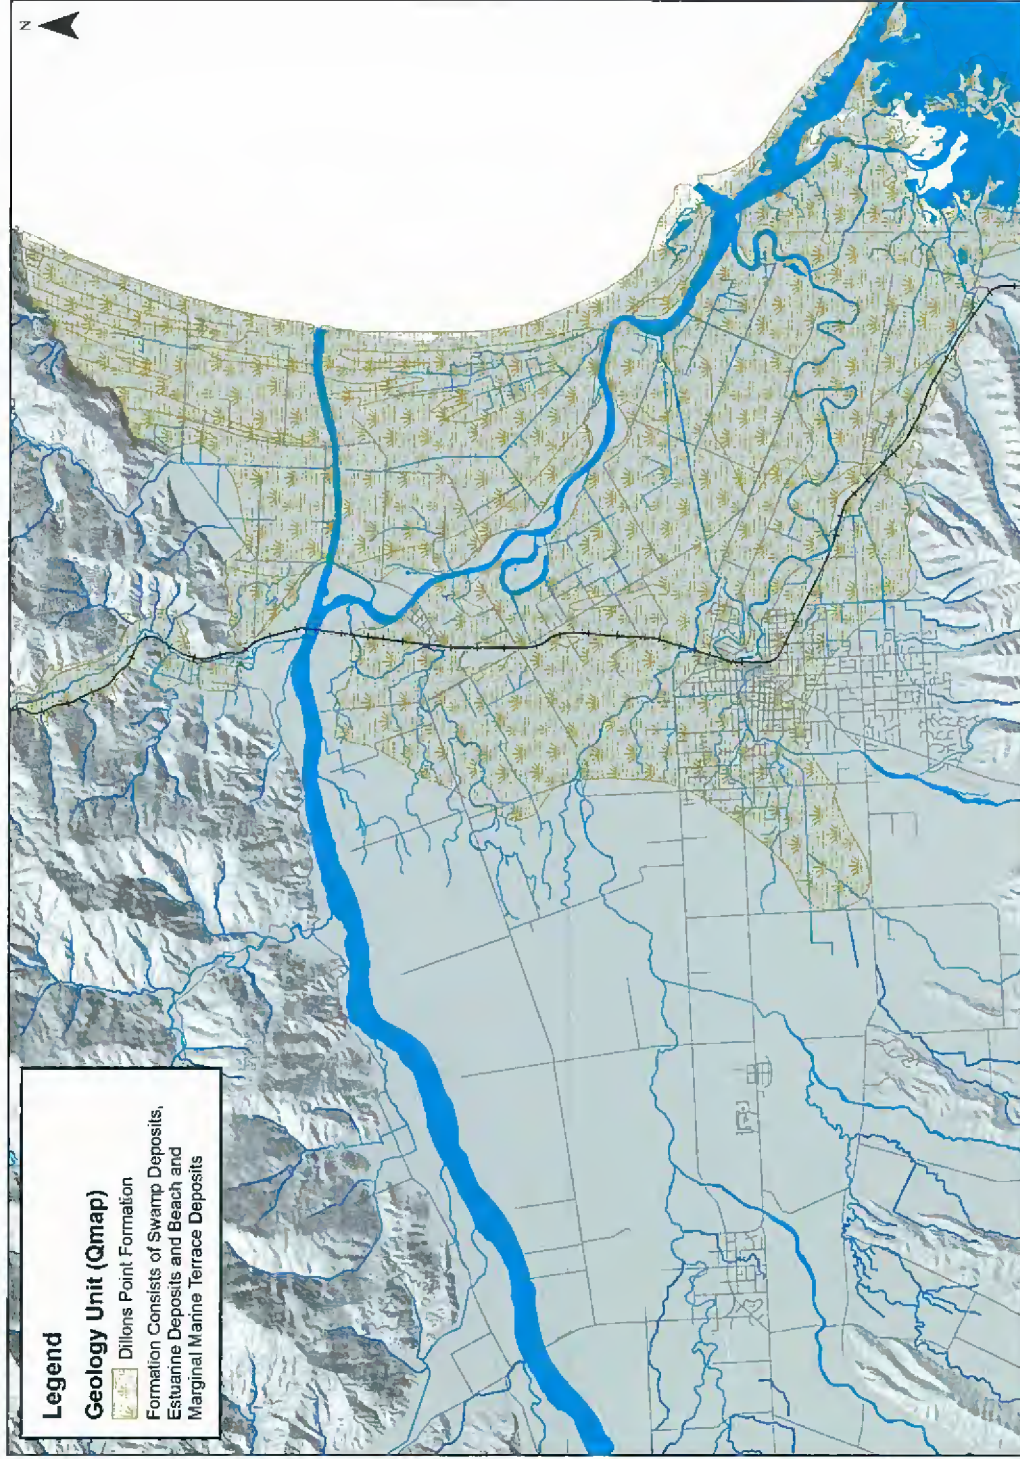 N
Legend
Geology Unit (Qmap)
Dillons Point Formation
Formation Consists of Swamp Deposits,
Estuarine Deposits and Beach and
Marginal Marine Terrace Deposits